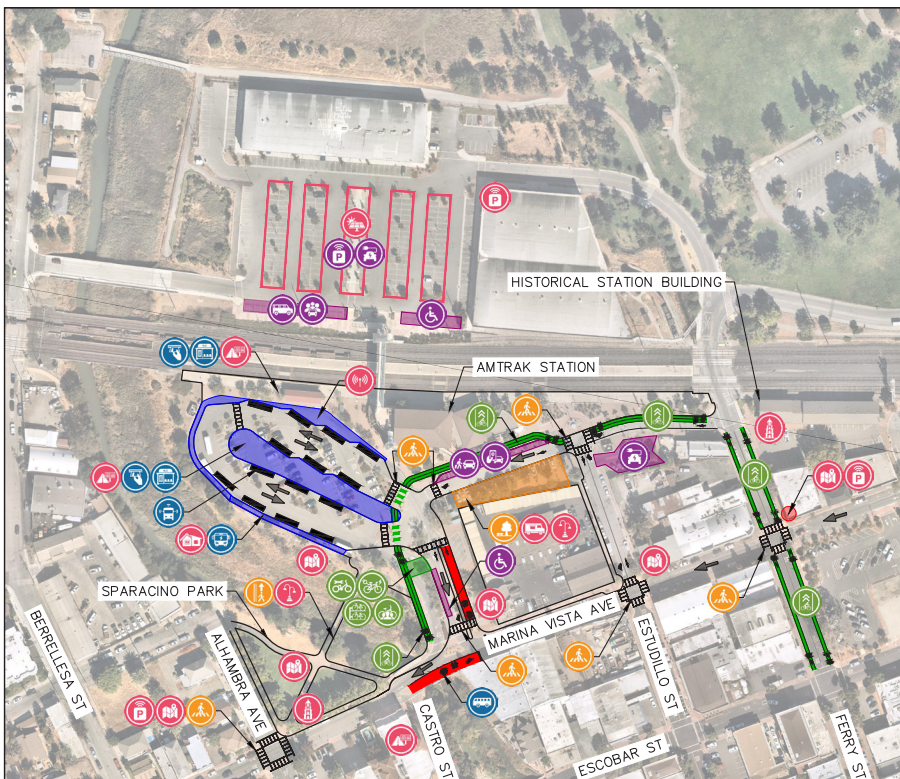 HISTORICAL STATION BUILDING
AMTRAK STATION
SPARACINO PARK
MARINA VISTA AVE
BERRELLESA ST
ALHAMBRA AVE
CASTRO ST
ESTUDILLO ST
ESCOBAR ST
FERRY ST
P
P
P
P